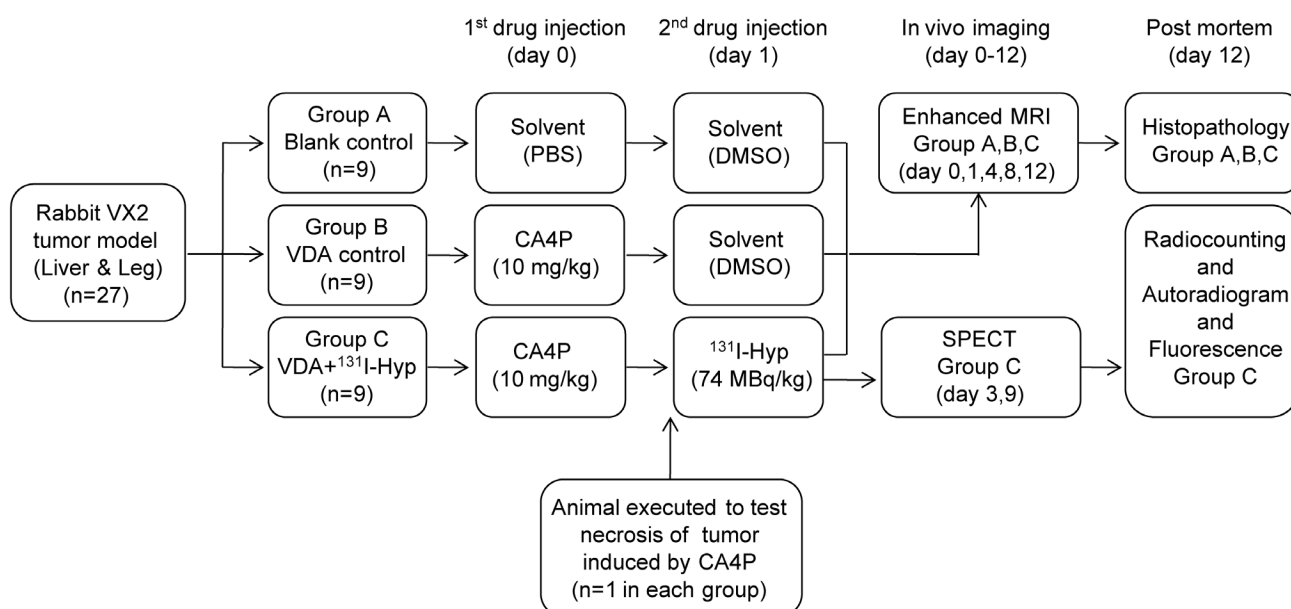 1st drug injection
(day 0)
2nd drug injection
(day 1)
In vivo imaging
(day 0-12)
Post mortem
(day 12)
Rabbit VX2
tumor model
(Liver & Leg)
(n=27)
Group A
Blank control
(n=9)
Solvent
(PBS)
Solvent
(DMSO)
Enhanced MRI
Group A,B,C
(day 0,1,4,8,12)
Histopathology
Group A,B,C
Group B
VDA control
(n=9)
CA4P
(10 mg/kg)
Solvent
(DMSO)
Group C
VDA+131I-Hyp
(n=9)
CA4P
(10 mg/kg)
131I-Hyp
(74 MBq/kg)
SPECT
Group C
(day 3,9)
Radiocounting
and
Autoradiogram
and
Fluorescence
Group C
Animal executed to test
necrosis of tumor
induced by CA4P
(n=1 in each group)